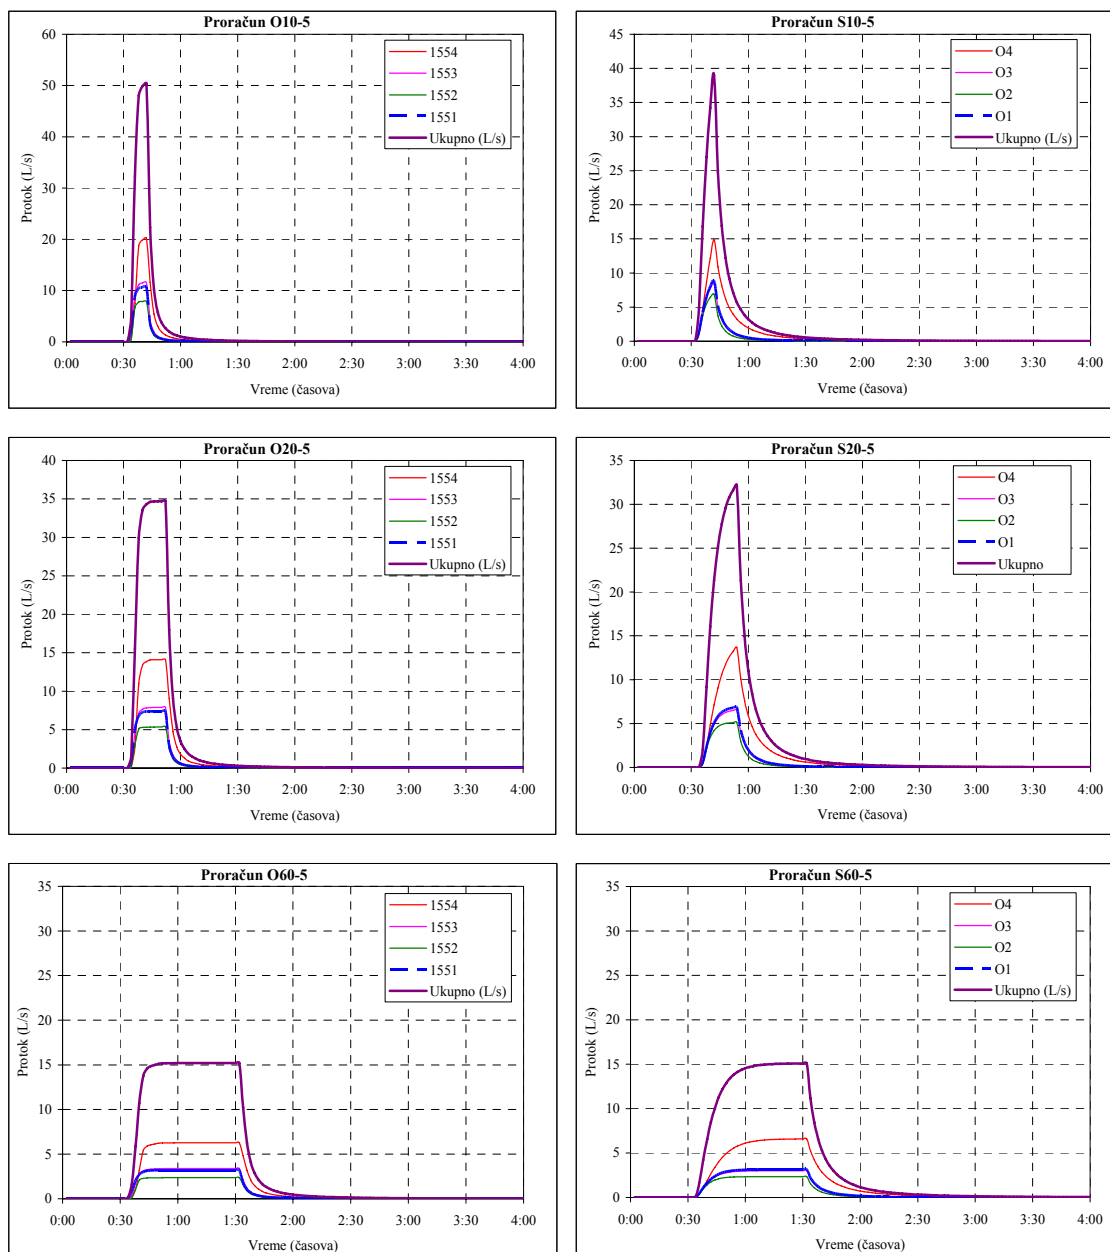 Proračun O10-5
60
50
40
30
20
10
0
Protok (L/s)
1554
1553
1552
1551
Ukupno (L/s)
0:00 0:30 1:00 1:30 2:00 2:30 3:00 3:30 4:00
Vreme (časova)
Proračun S10-5
45
40
35
30
25
20
15
10
5
0
Protok (L/s)
O4
O3
O2
O1
Ukupno (L/s)
0:00 0:30 1:00 1:30 2:00 2:30 3:00 3:30 4:00
Vreme (časova)
Proračun O20-5
40
35
30
25
20
15
10
5
0
Protok (L/s)
1554
1553
1552
1551
Ukupno (L/s)
0:00 0:30 1:00 1:30 2:00 2:30 3:00 3:30 4:00
Vreme (časova)
Proračun S20-5
35
30
25
20
15
10
5
0
Protok (L/s)
O4
O3
O2
O1
Ukupno
0:00 0:30 1:00 1:30 2:00 2:30 3:00 3:30 4:00
Vreme (časova)
Proračun O60-5
35
30
25
20
15
10
5
0
Protok (L/s)
1554
1553
1552
1551
Ukupno (L/s)
0:00 0:30 1:00 1:30 2:00 2:30 3:00 3:30 4:00
Vreme (časova)
Proračun S60-5
35
30
25
20
15
10
5
0
Protok (L/s)
O4
O3
O2
O1
Ukupno (L/s)
0:00 0:30 1:00 1:30 2:00 2:30 3:00 3:30 4:00
Vreme (časova)